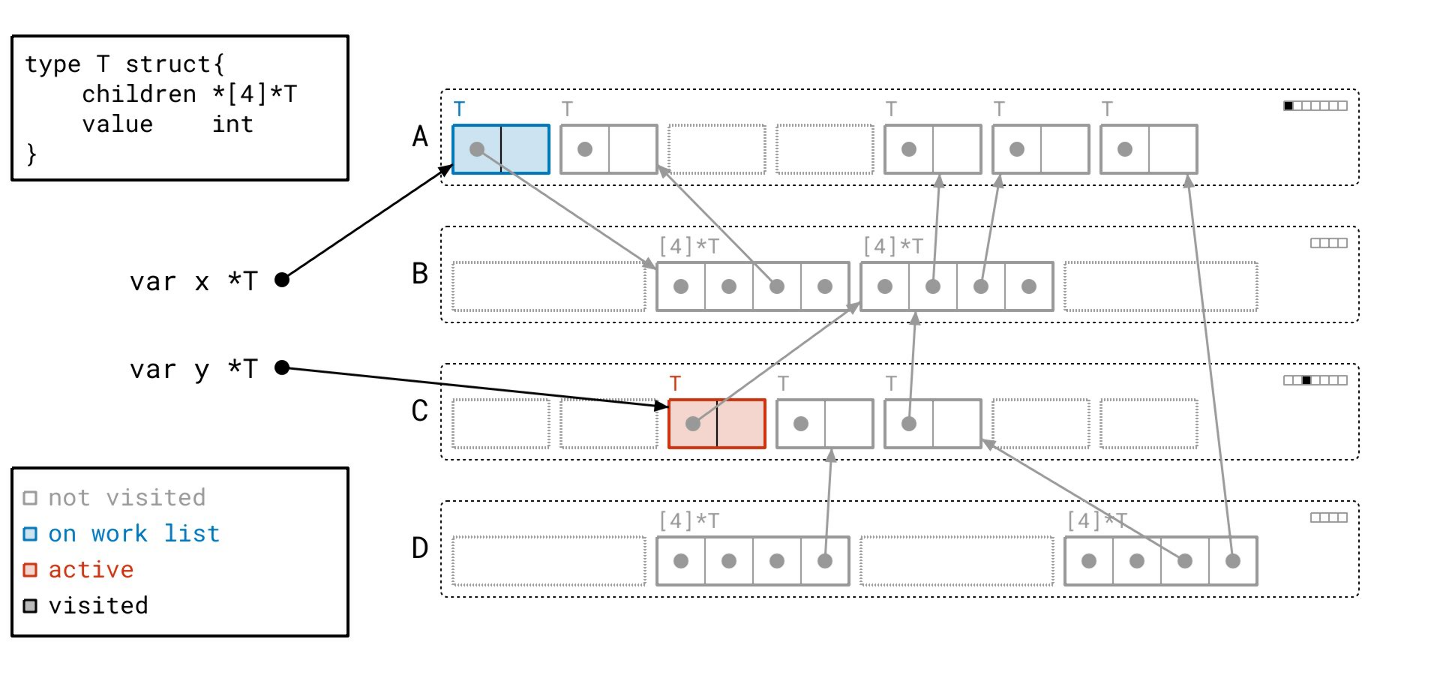 type T struct{
    children *[4]*T
    value    int
}
T T T T T
A
var x *T
[4]*T [4]*T
B
var y *T
T T T
C
not visited
on work list
active
visited
[4]*T [4]*T
D